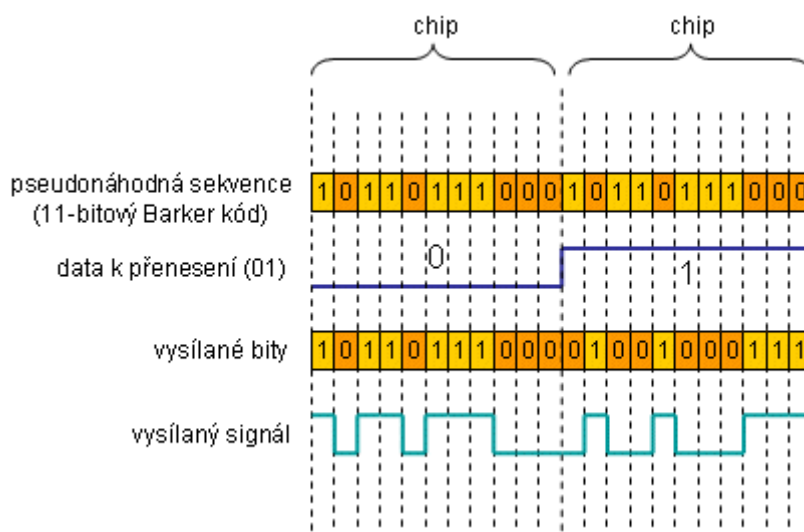 chip chip
pseudonáhodná sekvence
(11-bitový Barker kód)
1 0 1 1 0 1 1 1 0 0 0 1 0 1 1 0 1 1 1 0 0 0
data k přenesení (01)
0
1
vysílané bity
1 0 1 1 0 1 1 1 0 0 0 0 1 0 0 1 0 0 0 1 1 1
vysílaný signál